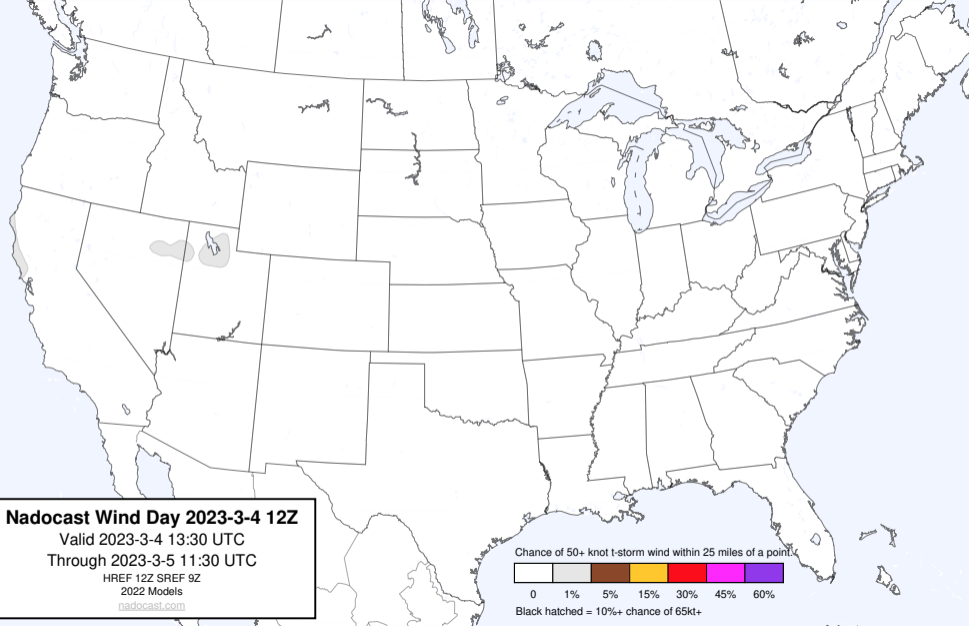 Nadocast Wind Day 2023-3-4 12Z
Valid 2023-3-4 13:30 UTC
Through 2023-3-5 11:30 UTC
HREF 12Z SREF 9Z
2022 Models
nadocast.com
Chance of 50+ knot t-storm wind within 25 miles of a point.
0 1% 5% 15% 30% 45% 60%
Black hatched = 10%+ chance of 65kt+